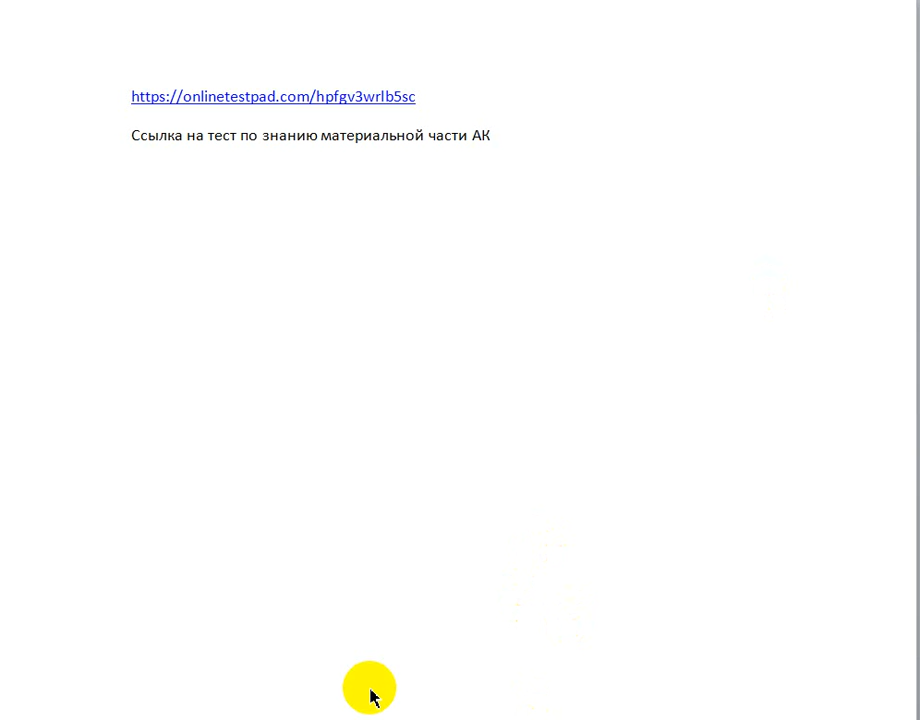 https://onlinetestpad.com/hpfgv3wrlb5sc
Ссылка на тест по знанию материальной части АК